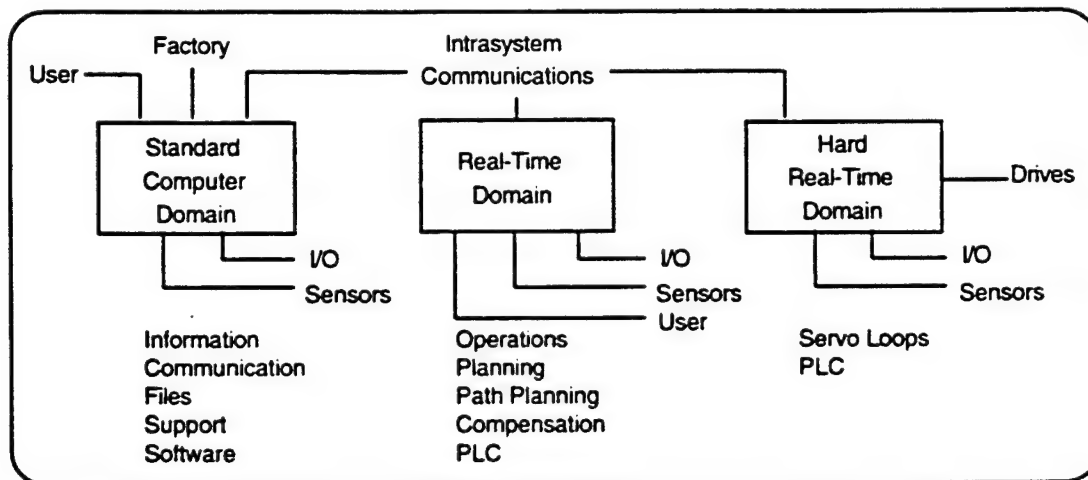 Factory
User
Intrasystem
Communications
Standard
Computer
Domain
I/O
Sensors
Real-Time
Domain
I/O
Sensors
User
Hard
Real-Time
Domain
Drives
I/O
Sensors
Information
Communication
Files
Support
Software
Operations
Planning
Path Planning
Compensation
PLC
Servo Loops
PLC